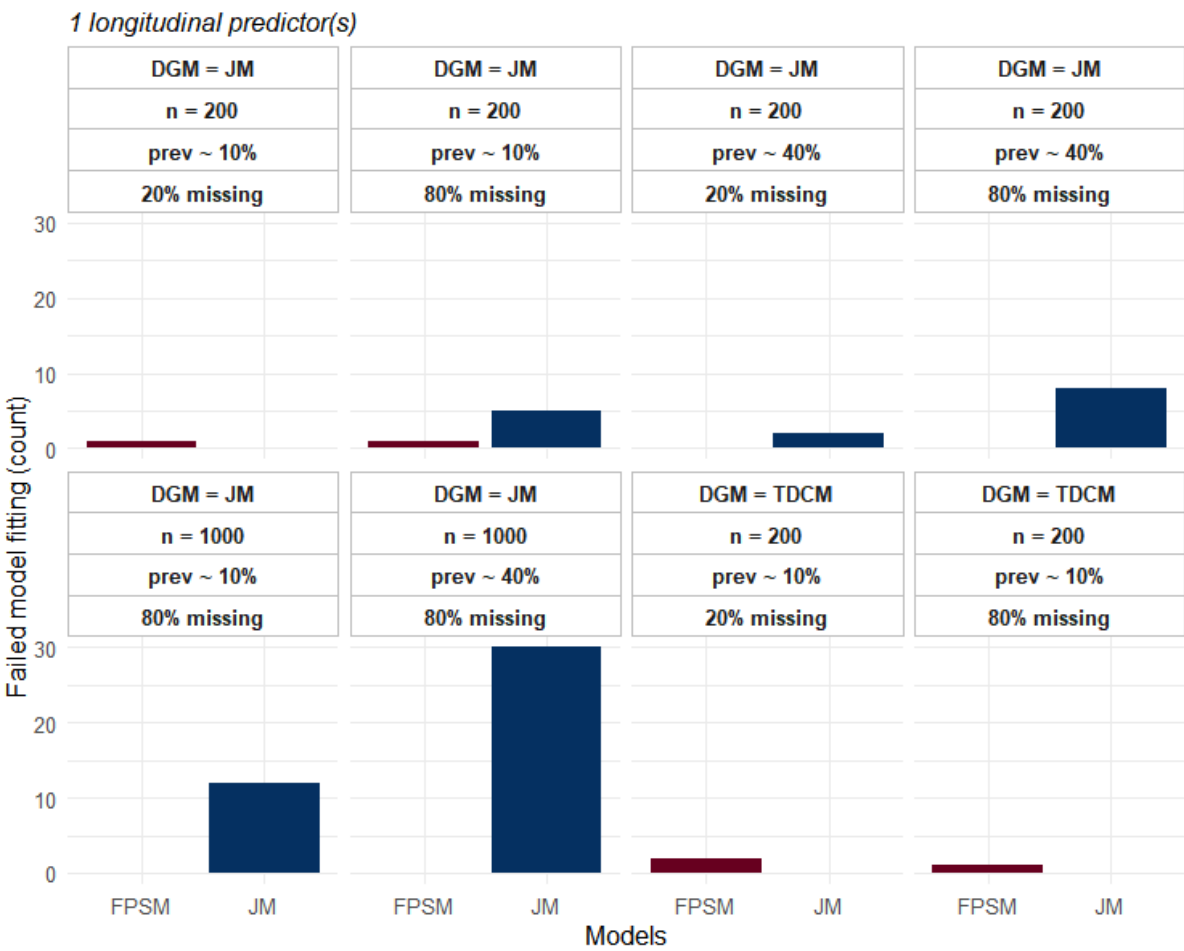 1 longitudinal predictor(s)
DGM = JM
n = 200
prev ~ 10%
20% missing
DGM = JM
n = 200
prev ~ 10%
80% missing
DGM = JM
n = 200
prev ~ 40%
20% missing
DGM = JM
n = 200
prev ~ 40%
80% missing
30
20
10
0
DGM = JM
n = 1000
prev ~ 10%
80% missing
DGM = JM
n = 1000
prev ~ 40%
80% missing
DGM = TDCM
n = 200
prev ~ 10%
20% missing
DGM = TDCM
n = 200
prev ~ 10%
80% missing
30
20
10
0
Failed model fitting (count)
FPSM JM FPSM JM FPSM JM FPSM JM
Models